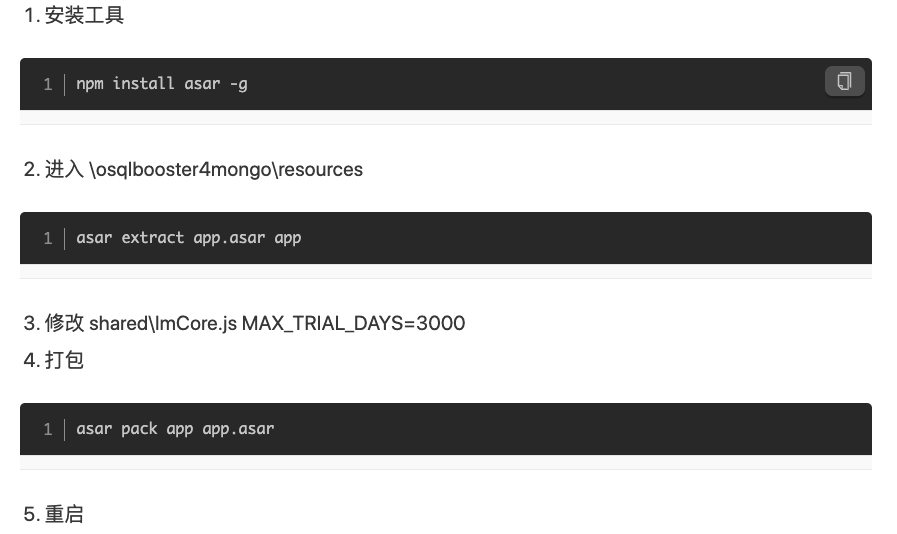 1. 安装工具
1 npm install asar -g
2. 进入 \osqlbooster4mongo\resources
1 asar extract app.asar app
3. 修改 shared\lmCore.js MAX_TRIAL_DAYS=3000
4. 打包
1 asar pack app app.asar
5. 重启